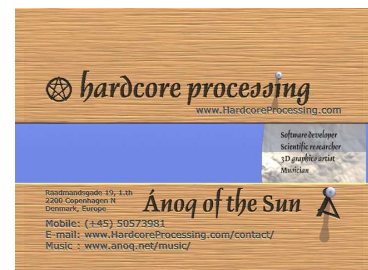 hardcore processing
www.HardcoreProcessing.com
Software developer
Scientific researcher
3D graphics artist
Musician
Raadmandsgade 19, 1.th
2200 Copenhagen N
Denmark, Europe
Ánoq of the Sun
Mobile: (+45) 50573981
E-mail: www.HardcoreProcessing.com/contact/
Music : www.anoq.net/music/